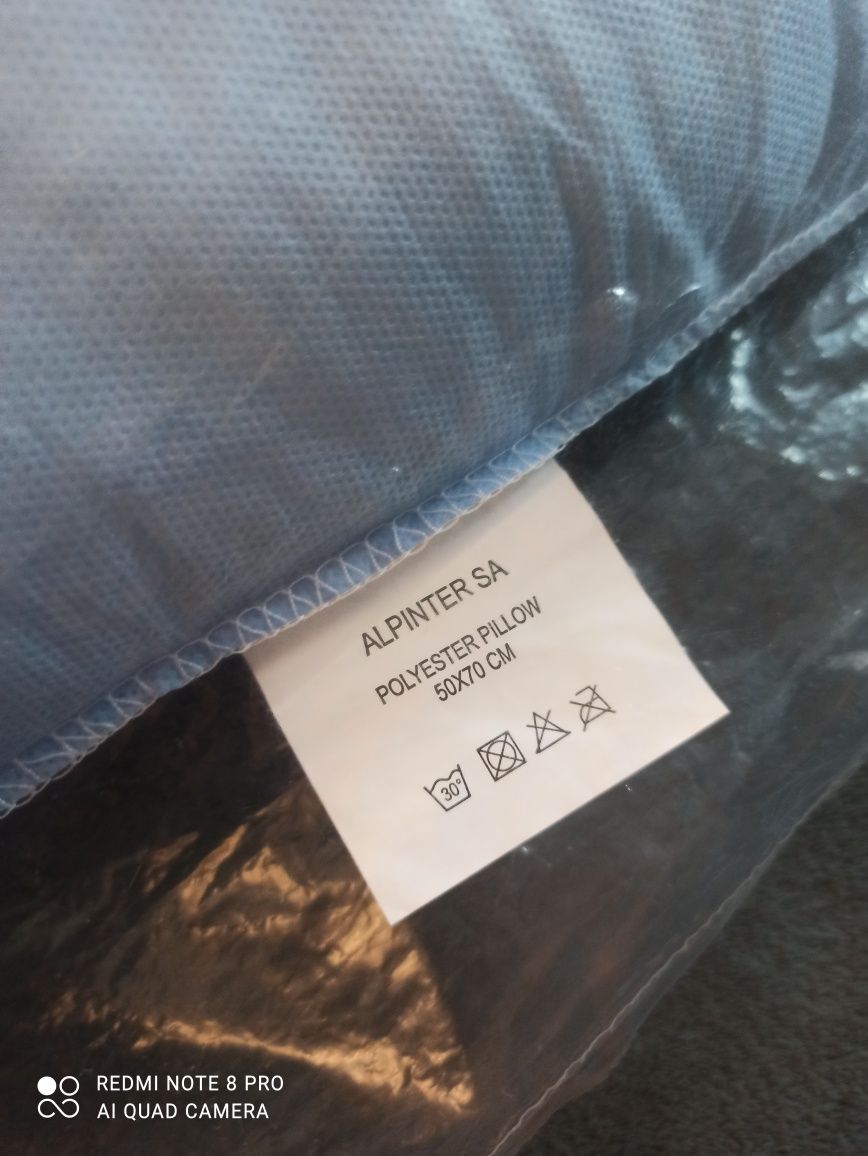 ALPINTER SA
POLYESTER PILLOW
50X70 CM
30°
REDMI NOTE 8 PRO
AI QUAD CAMERA